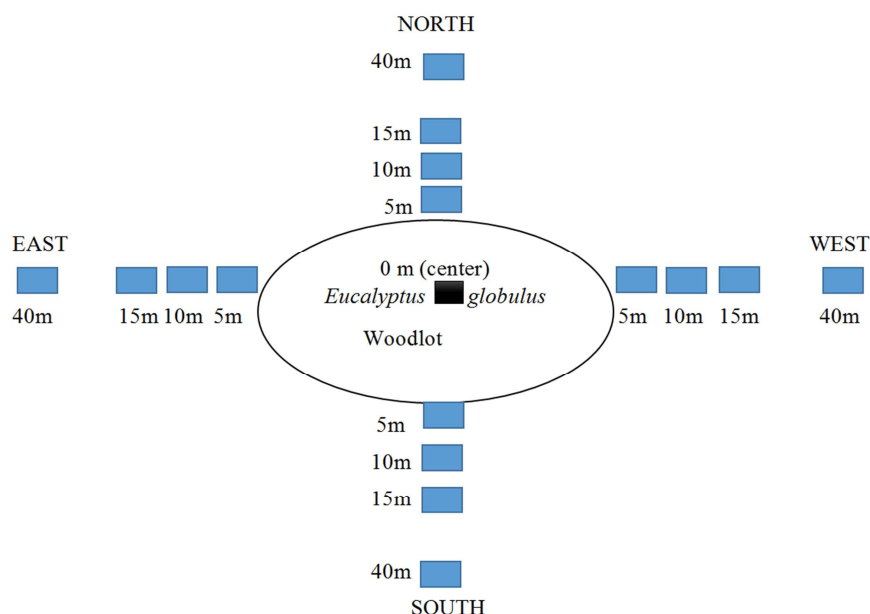 NORTH
40m
15m
10m
5m
EAST
WEST
0 m (center)
Eucalyptus globulus
40m
15m 10m 5m
5m 10m 15m
40m
Woodlot
5m
10m
15m
40m
SOUTH